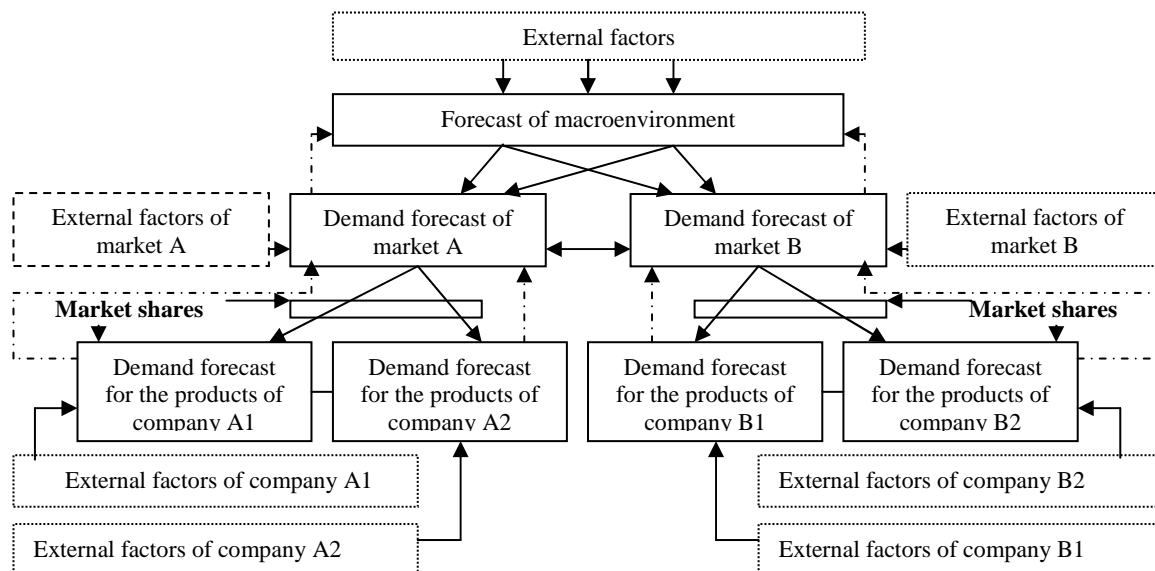 External factors
Forecast of macroenvironment
External factors of
market A
Demand forecast of
market A
Demand forecast of
market B
External factors of
market B
Market shares
Market shares
Demand forecast
for the products of
company A1
Demand forecast
for the products of
company A2
Demand forecast
for the products of
company B1
Demand forecast
for the products of
company B2
External factors of company A1
External factors of company B2
External factors of company A2
External factors of company B1